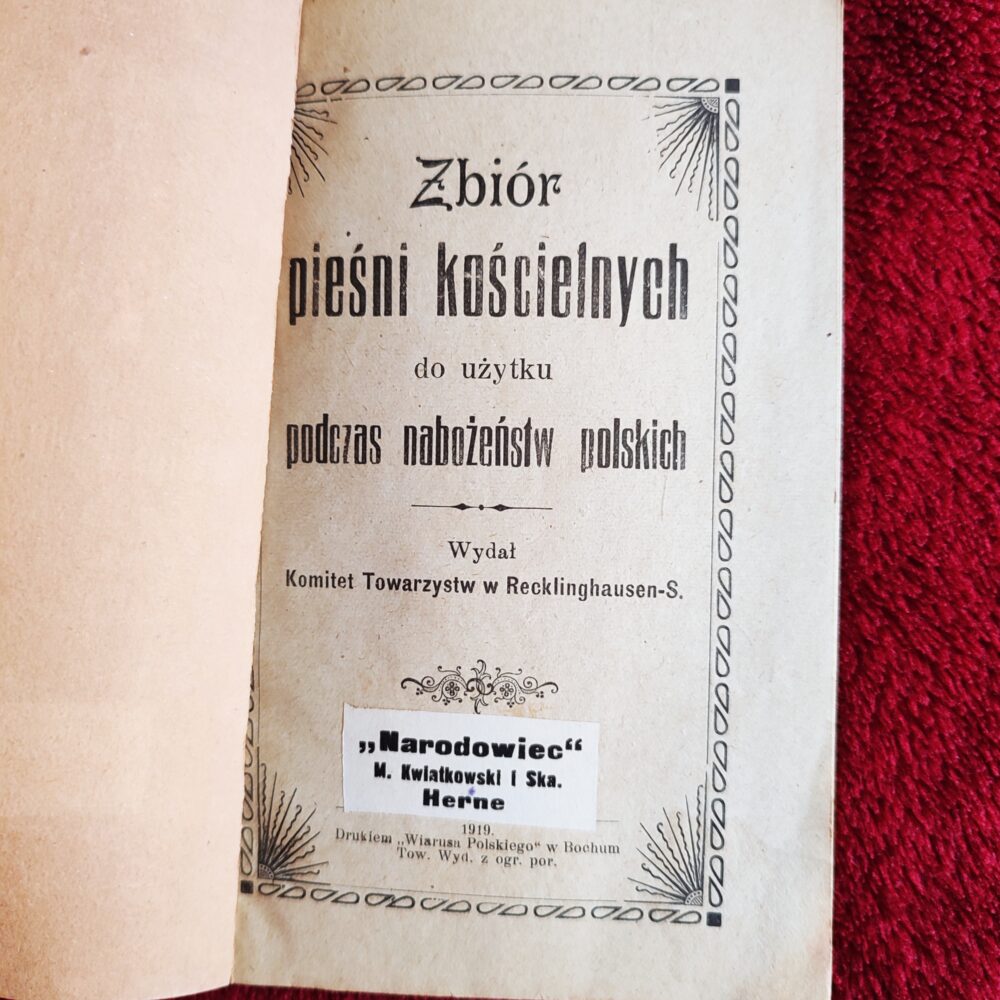 Zbiór
pieśni kościelnych
do użytku
podczas nabożeństw polskich
Wydał
Komitet Towarzystw w Recklinghausen-S.
„Narodowiec“
M. Kwiatkowski i Ska.
Herne
1919.
Drukiem „Wiarusa Polskiego“ w Bochum
Tow. Wyd. z ogr. por.